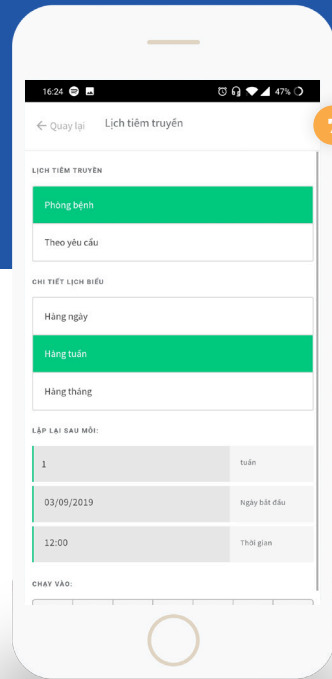 16:24 47%
Quay lại Lịch tiêm truyền
LỊCH TIÊM TRUYỀN
Phòng bệnh
Theo yêu cầu
CHI TIẾT LỊCH BIỂU
Hàng ngày
Hàng tuần
Hàng tháng
LẶP LẠI SAU MỖI:
1 tuần
03/09/2019 Ngày bắt đầu
12:00 Thời gian
CHẠY VÀO: